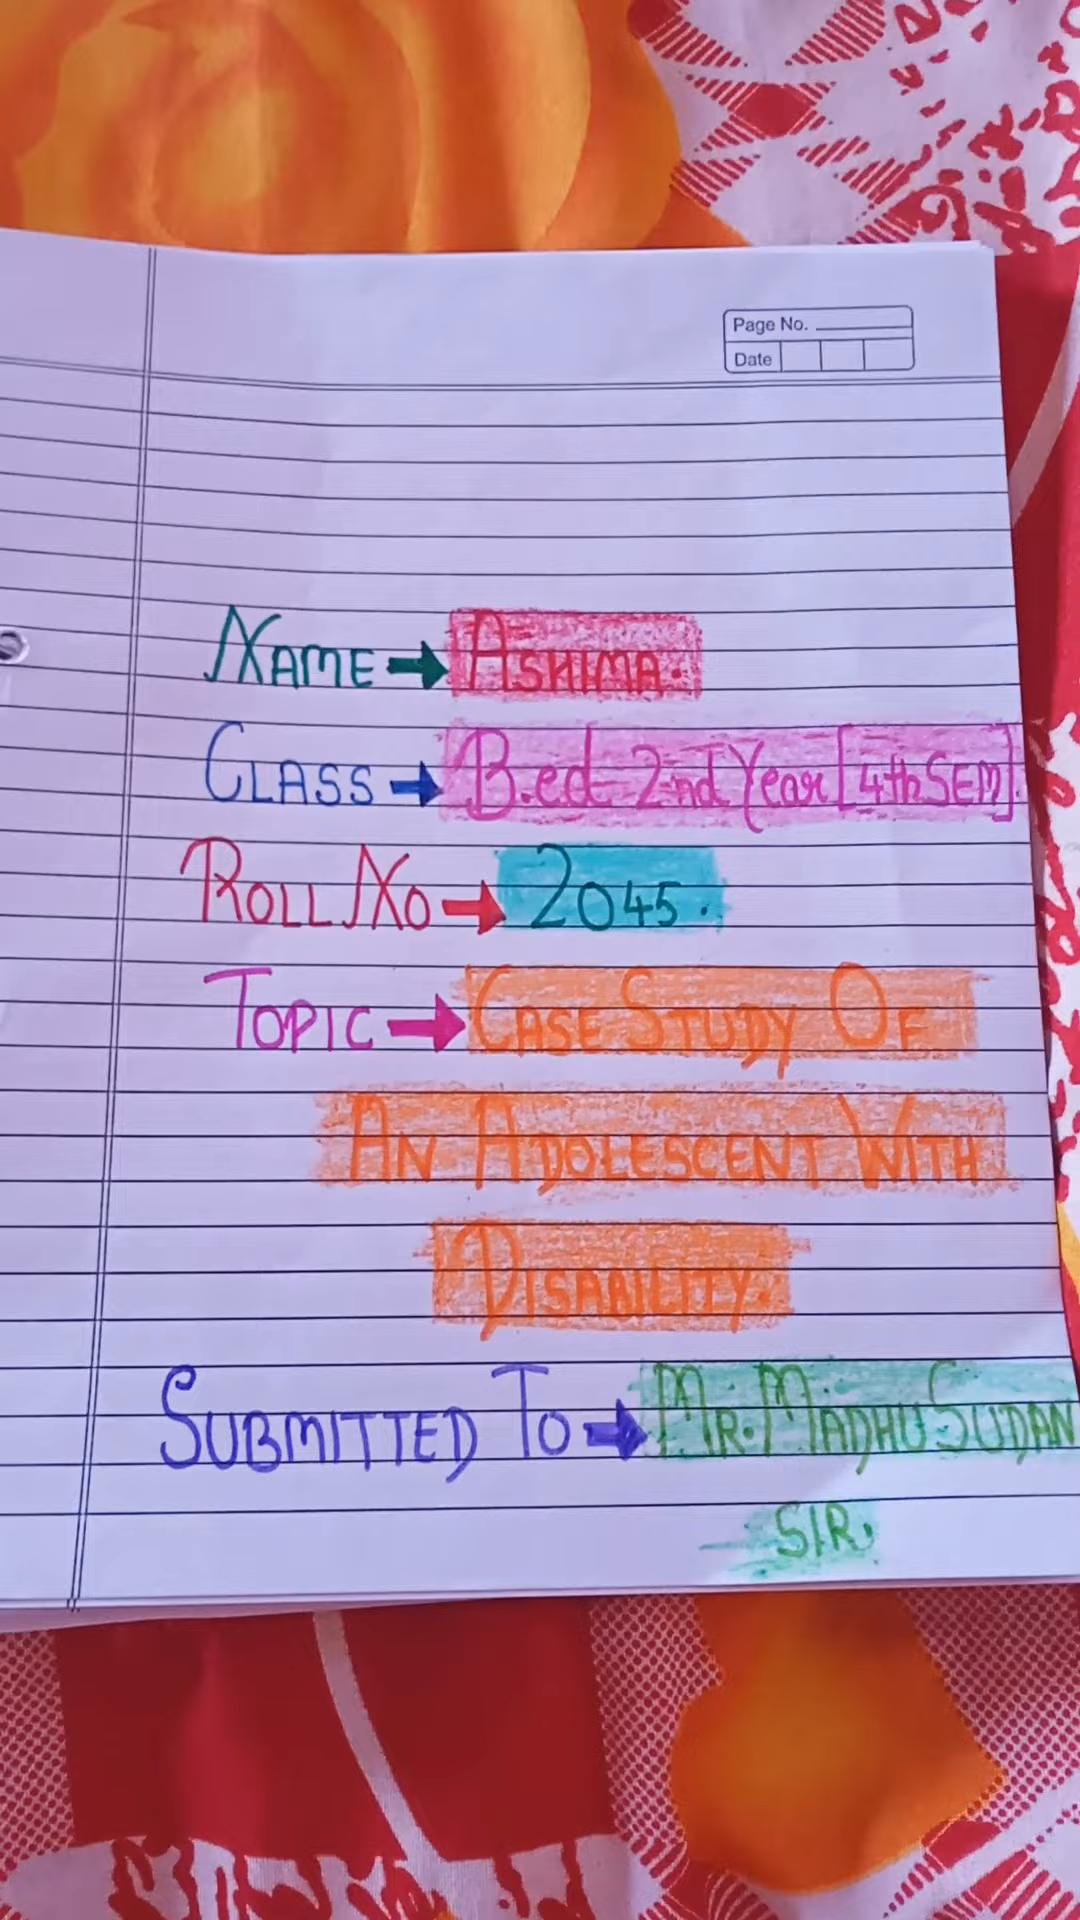 Page No.
Date
NAME → ASHIMA.
CLASS → B.ed 2nd Year [4th SEM].
ROLL NO → 2045.
TOPIC → CASE STUDY OF
AN ADOLESCENT WITH
DISABILITY.
SUBMITTED TO → MR. MADHU SUDAN
SIR.